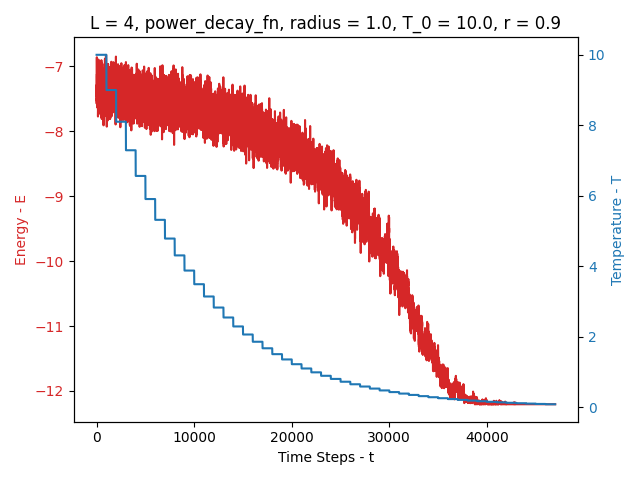 L = 4, power_decay_fn, radius = 1.0, T_0 = 10.0, r = 0.9
−7
−8
−9
−10
−11
−12
Energy - E
10
8
6
4
2
0
Temperature - T
0 10000 20000 30000 40000
Time Steps - t